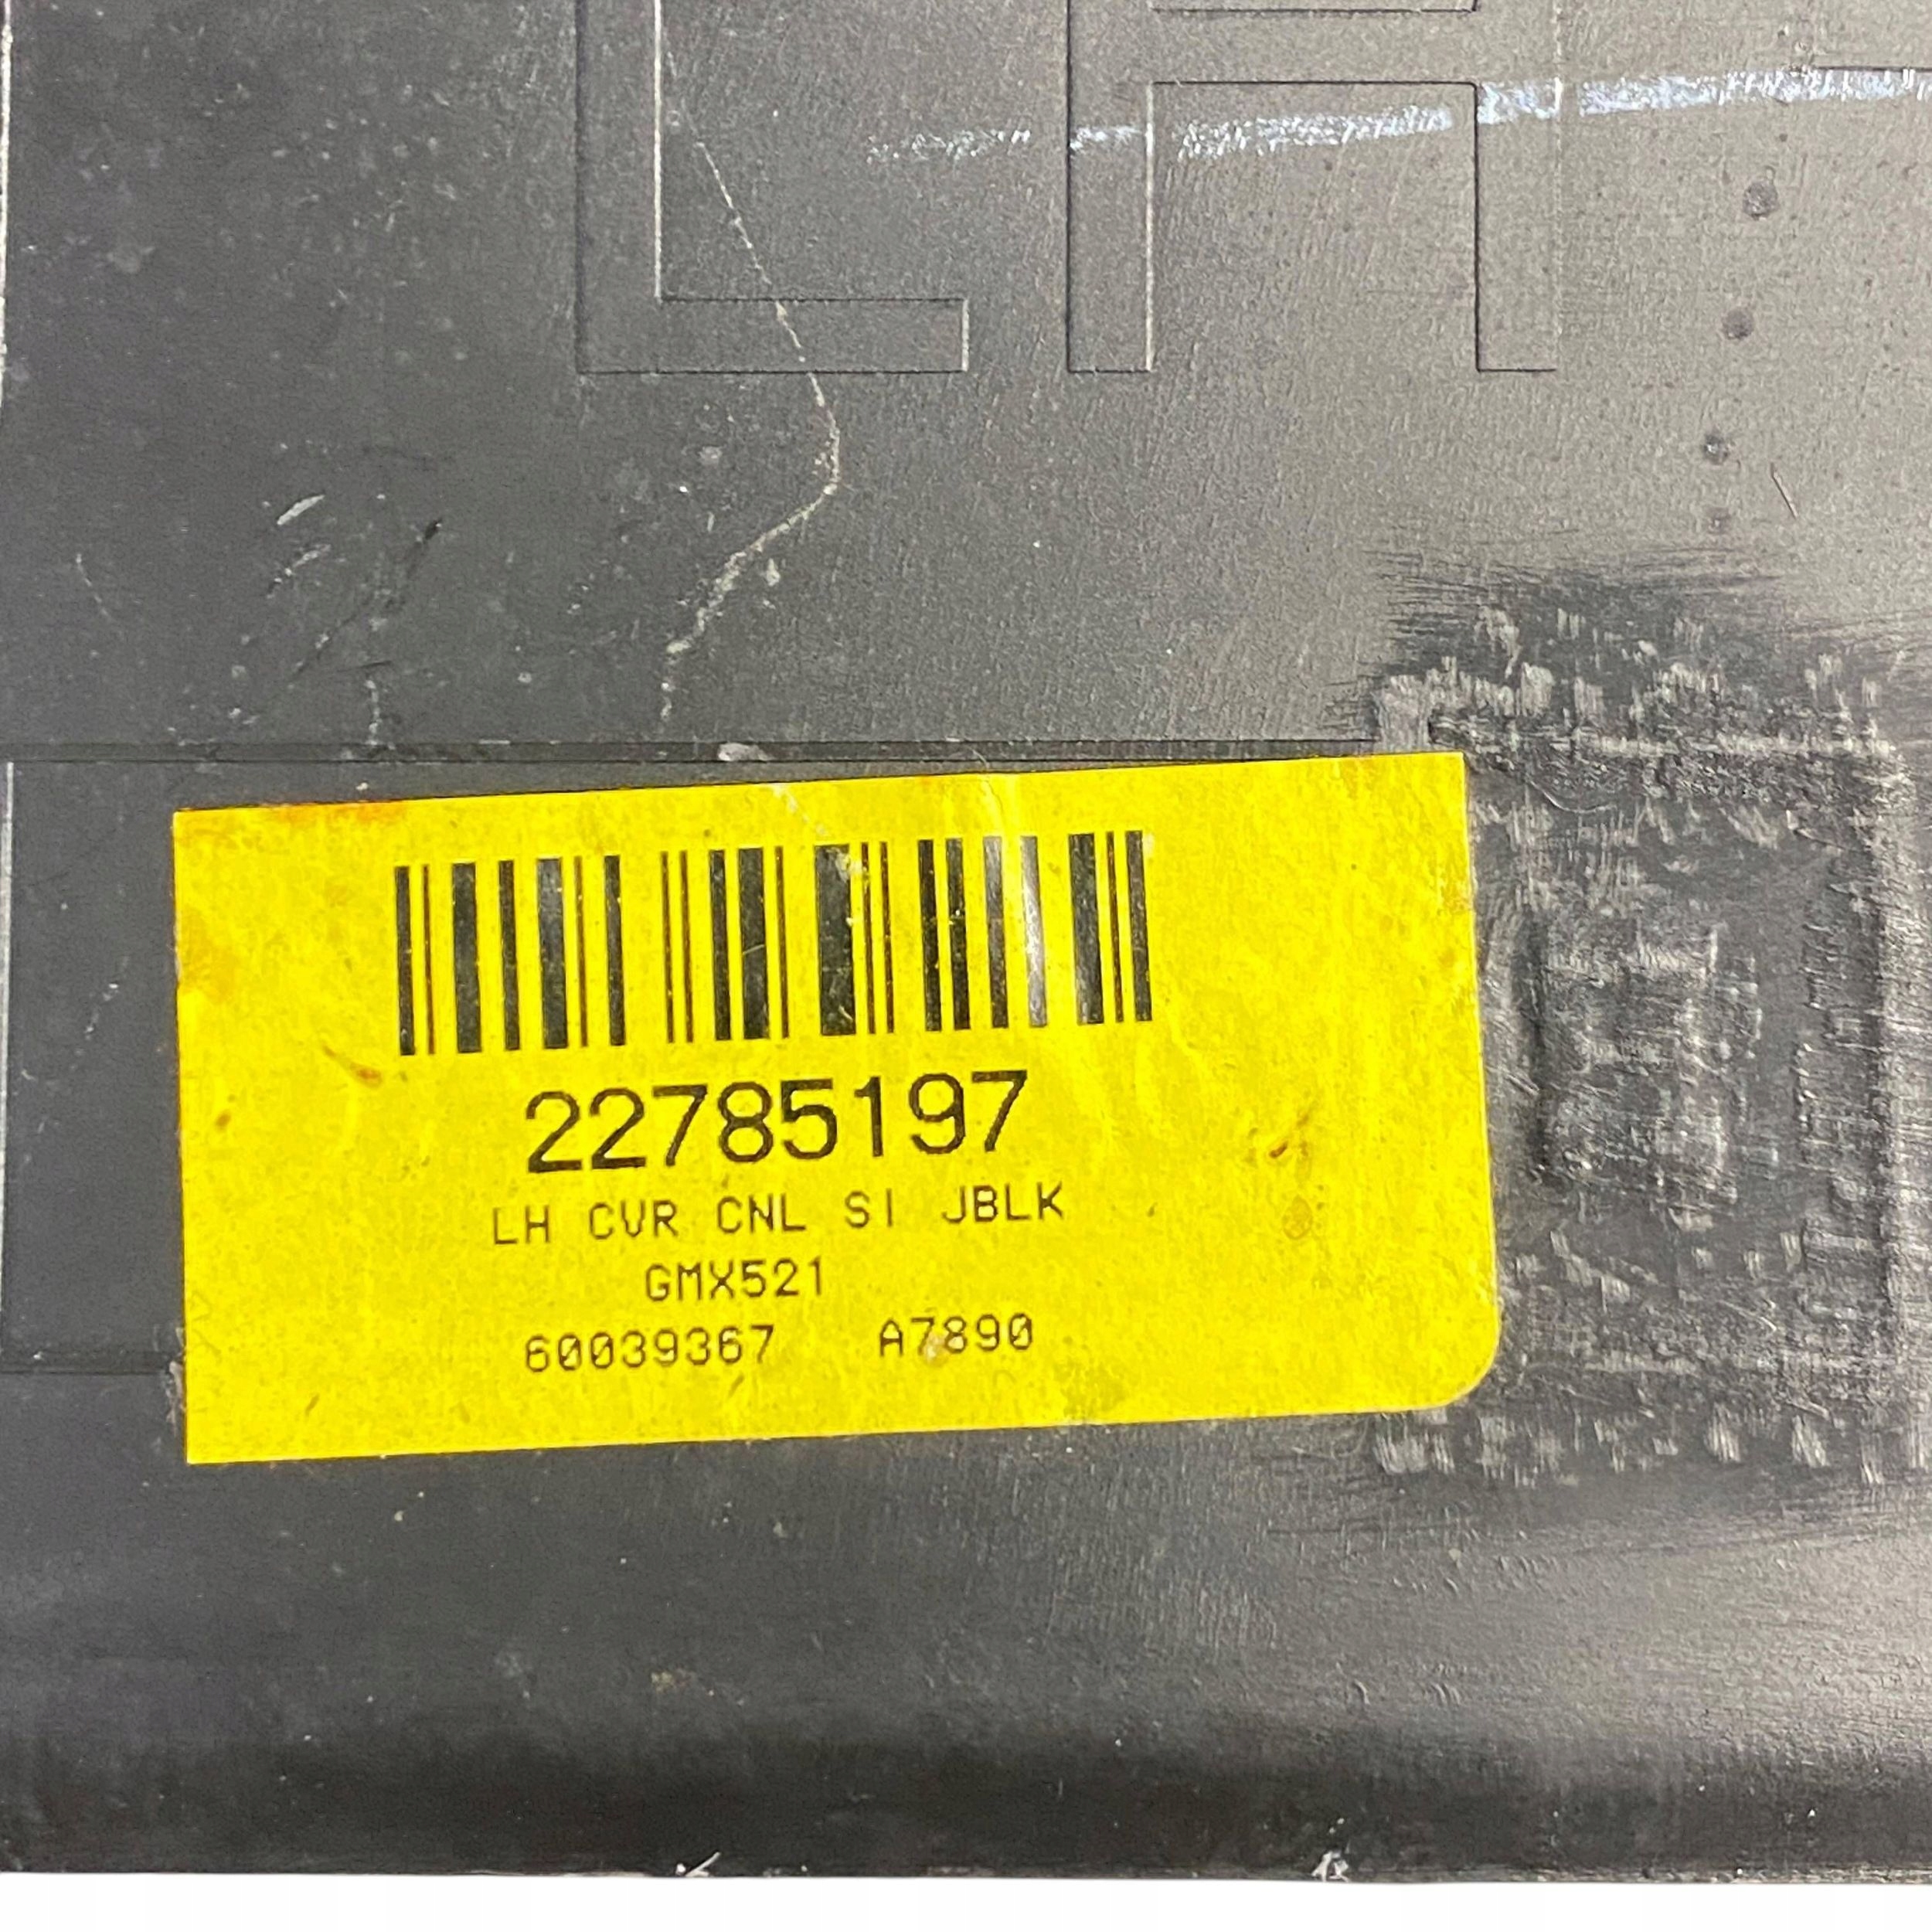 22785197
LH CVR CNL SI JBLK
GMX521
60039367 A7890